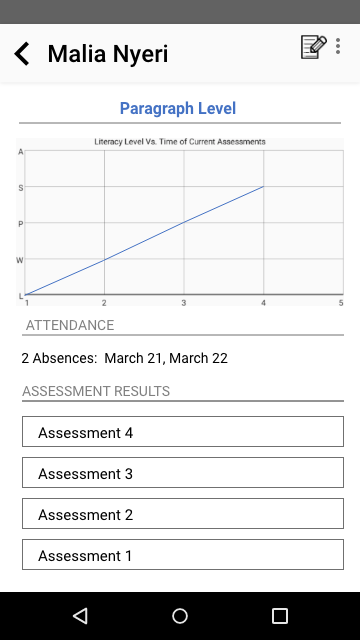 Malia Nyeri
Paragraph Level
Literacy Level Vs. Time of Current Assessments
A
S
P
W
L
1 2 3 4 5
ATTENDANCE
2 Absences: March 21, March 22
ASSESSMENT RESULTS
Assessment 4
Assessment 3
Assessment 2
Assessment 1